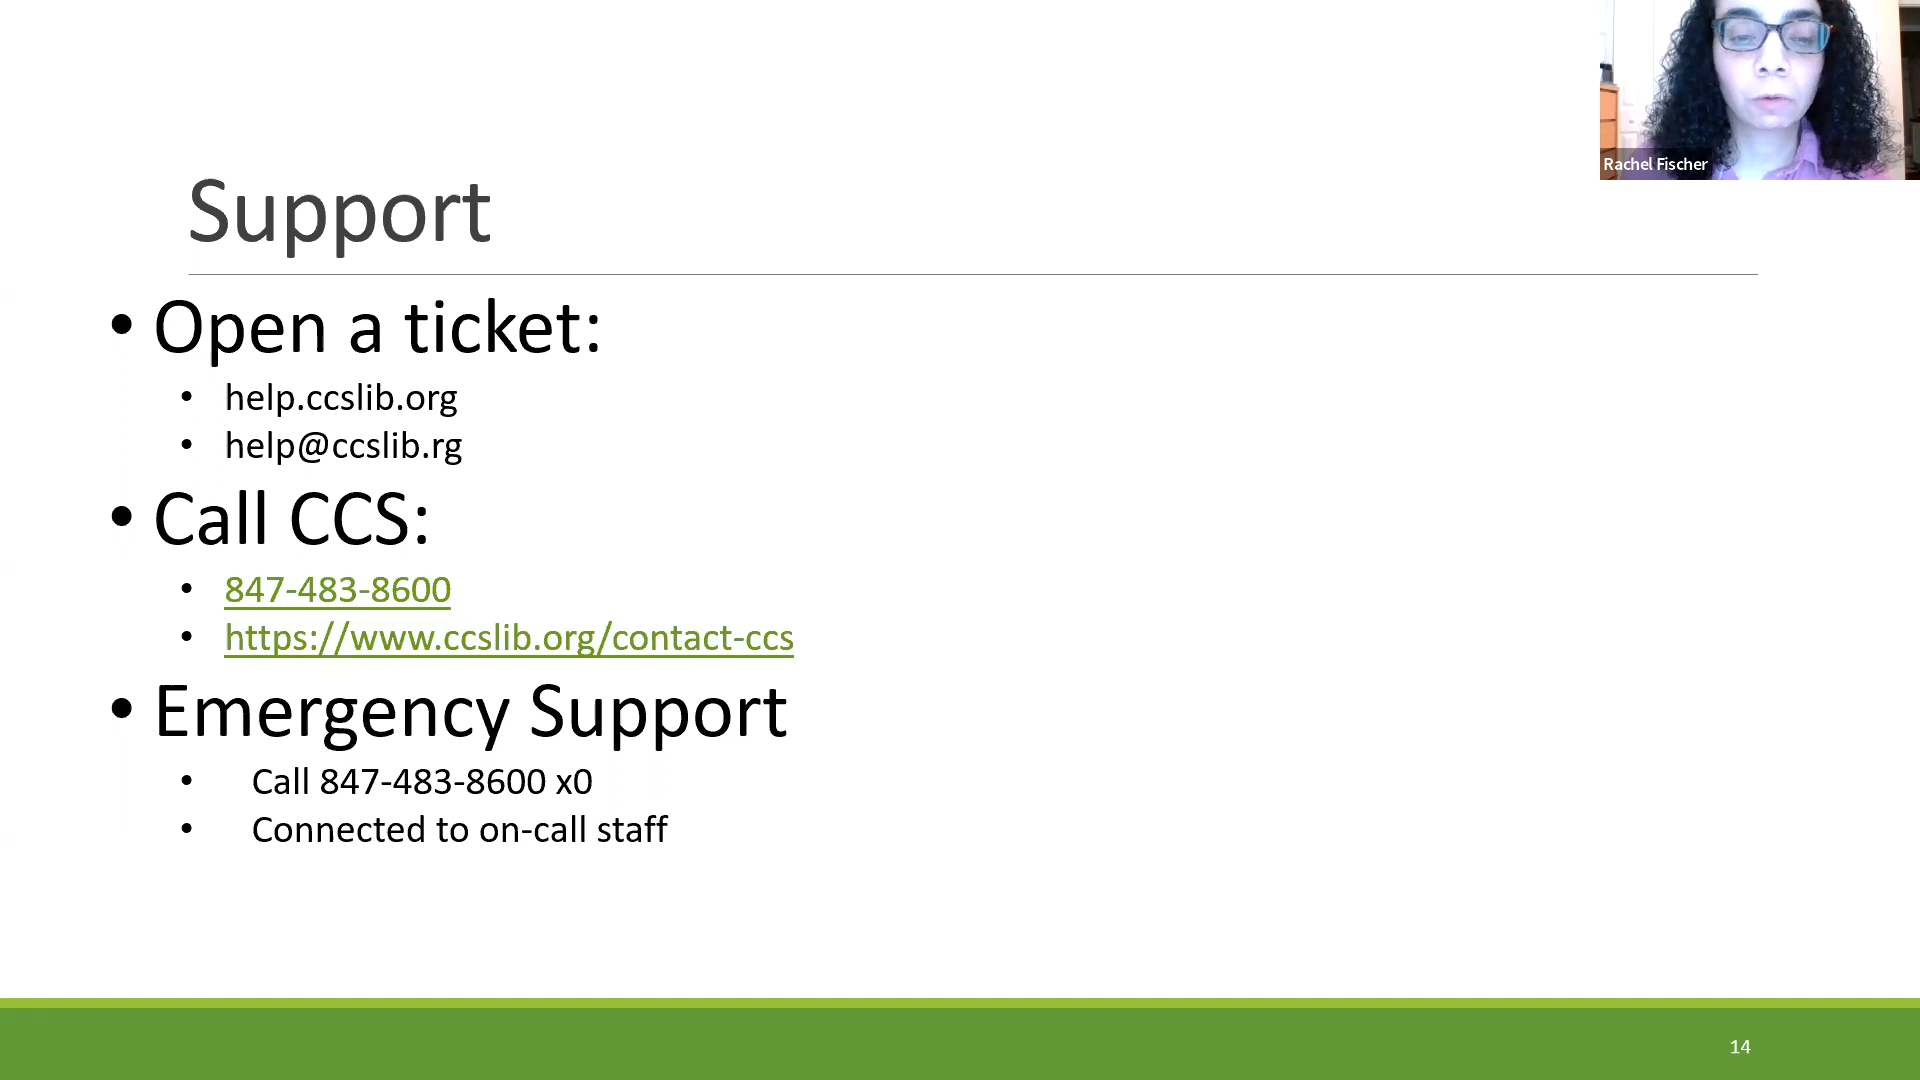 Rachel Fischer
Support
• Open a ticket:
• help.ccslib.org
• help@ccslib.rg
• Call CCS:
• 847-483-8600
• https://www.ccslib.org/contact-ccs
• Emergency Support
• Call 847-483-8600 x0
• Connected to on-call staff
14